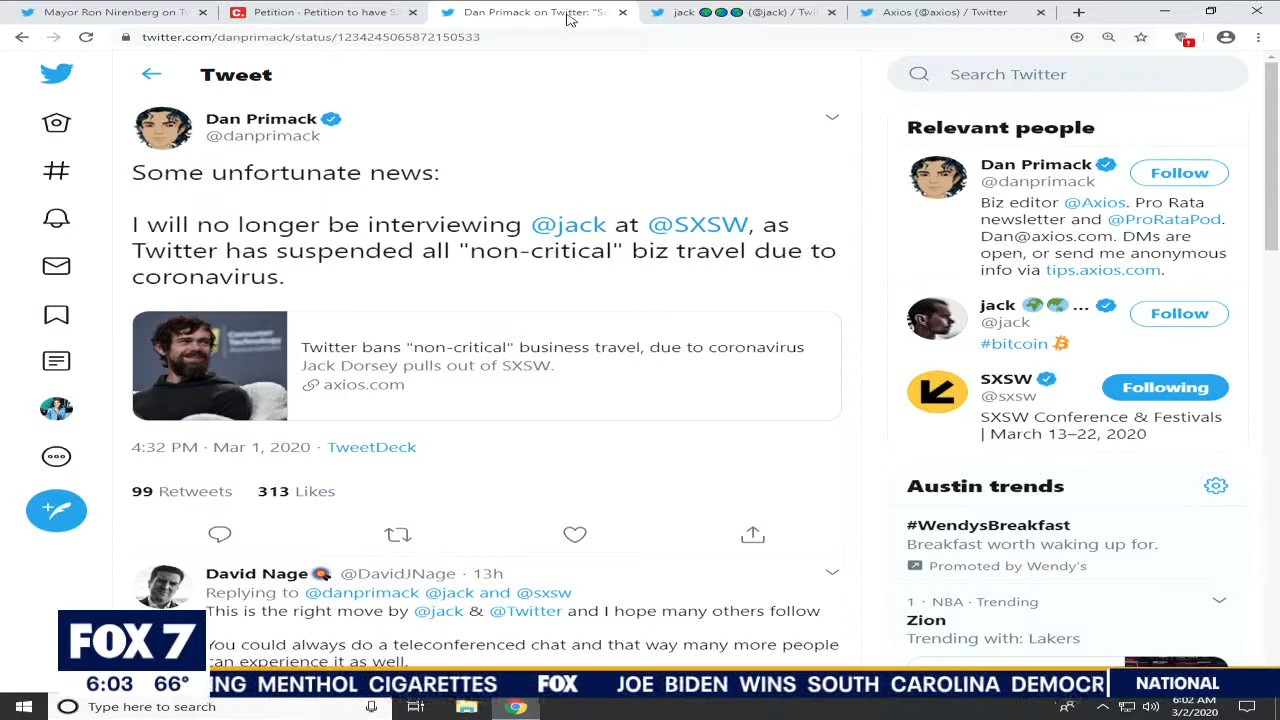 Mayor Ron Nirenberg on Tw
Petition · Petition to have S
Dan Primack on Twitter: "So
jack (@jack) / Twi
Axios (@axios) / Twitter
twitter.com/danprimack/status/1234245065872150533
Tweet
Search Twitter
Dan Primack
@danprimack
Some unfortunate news:
I will no longer be interviewing @jack at @SXSW, as
Twitter has suspended all "non-critical" biz travel due to
coronavirus.
Twitter bans "non-critical" business travel, due to coronavirus
Jack Dorsey pulls out of SXSW.
axios.com
4:32 PM · Mar 1, 2020 · TweetDeck
99 Retweets 313 Likes
David Nage @DavidJNage · 13h
Replying to @danprimack @jack and @sxsw
This is the right move by @jack & @Twitter and I hope many others follow
You could always do a teleconferenced chat and that way many more people
can experience it as well.
Relevant people
Dan Primack
@danprimack
Follow
Biz editor @Axios. Pro Rata
newsletter and @ProRataPod.
Dan@axios.com. DMs are
open, or send me anonymous
info via tips.axios.com.
jack ...
@jack
Follow
#bitcoin
SXSW
@sxsw
Following
SXSW Conference & Festivals
| March 13–22, 2020
Austin trends
#WendysBreakfast
Breakfast worth waking up for.
Promoted by Wendy's
1 · NBA · Trending
Zion
Trending with: Lakers
FOX 7
6:03 66°
ING MENTHOL CIGARETTES FOX JOE BIDEN WINS SOUTH CAROLINA DEMOCR
NATIONAL
Type here to search
6:02 AM
3/2/2020